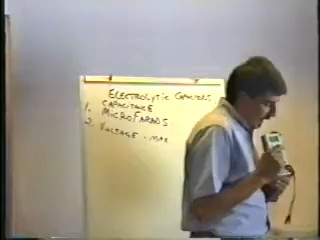 Electrolytic Capacitors
1. Capacitance
MicroFarads
2. Voltage - max